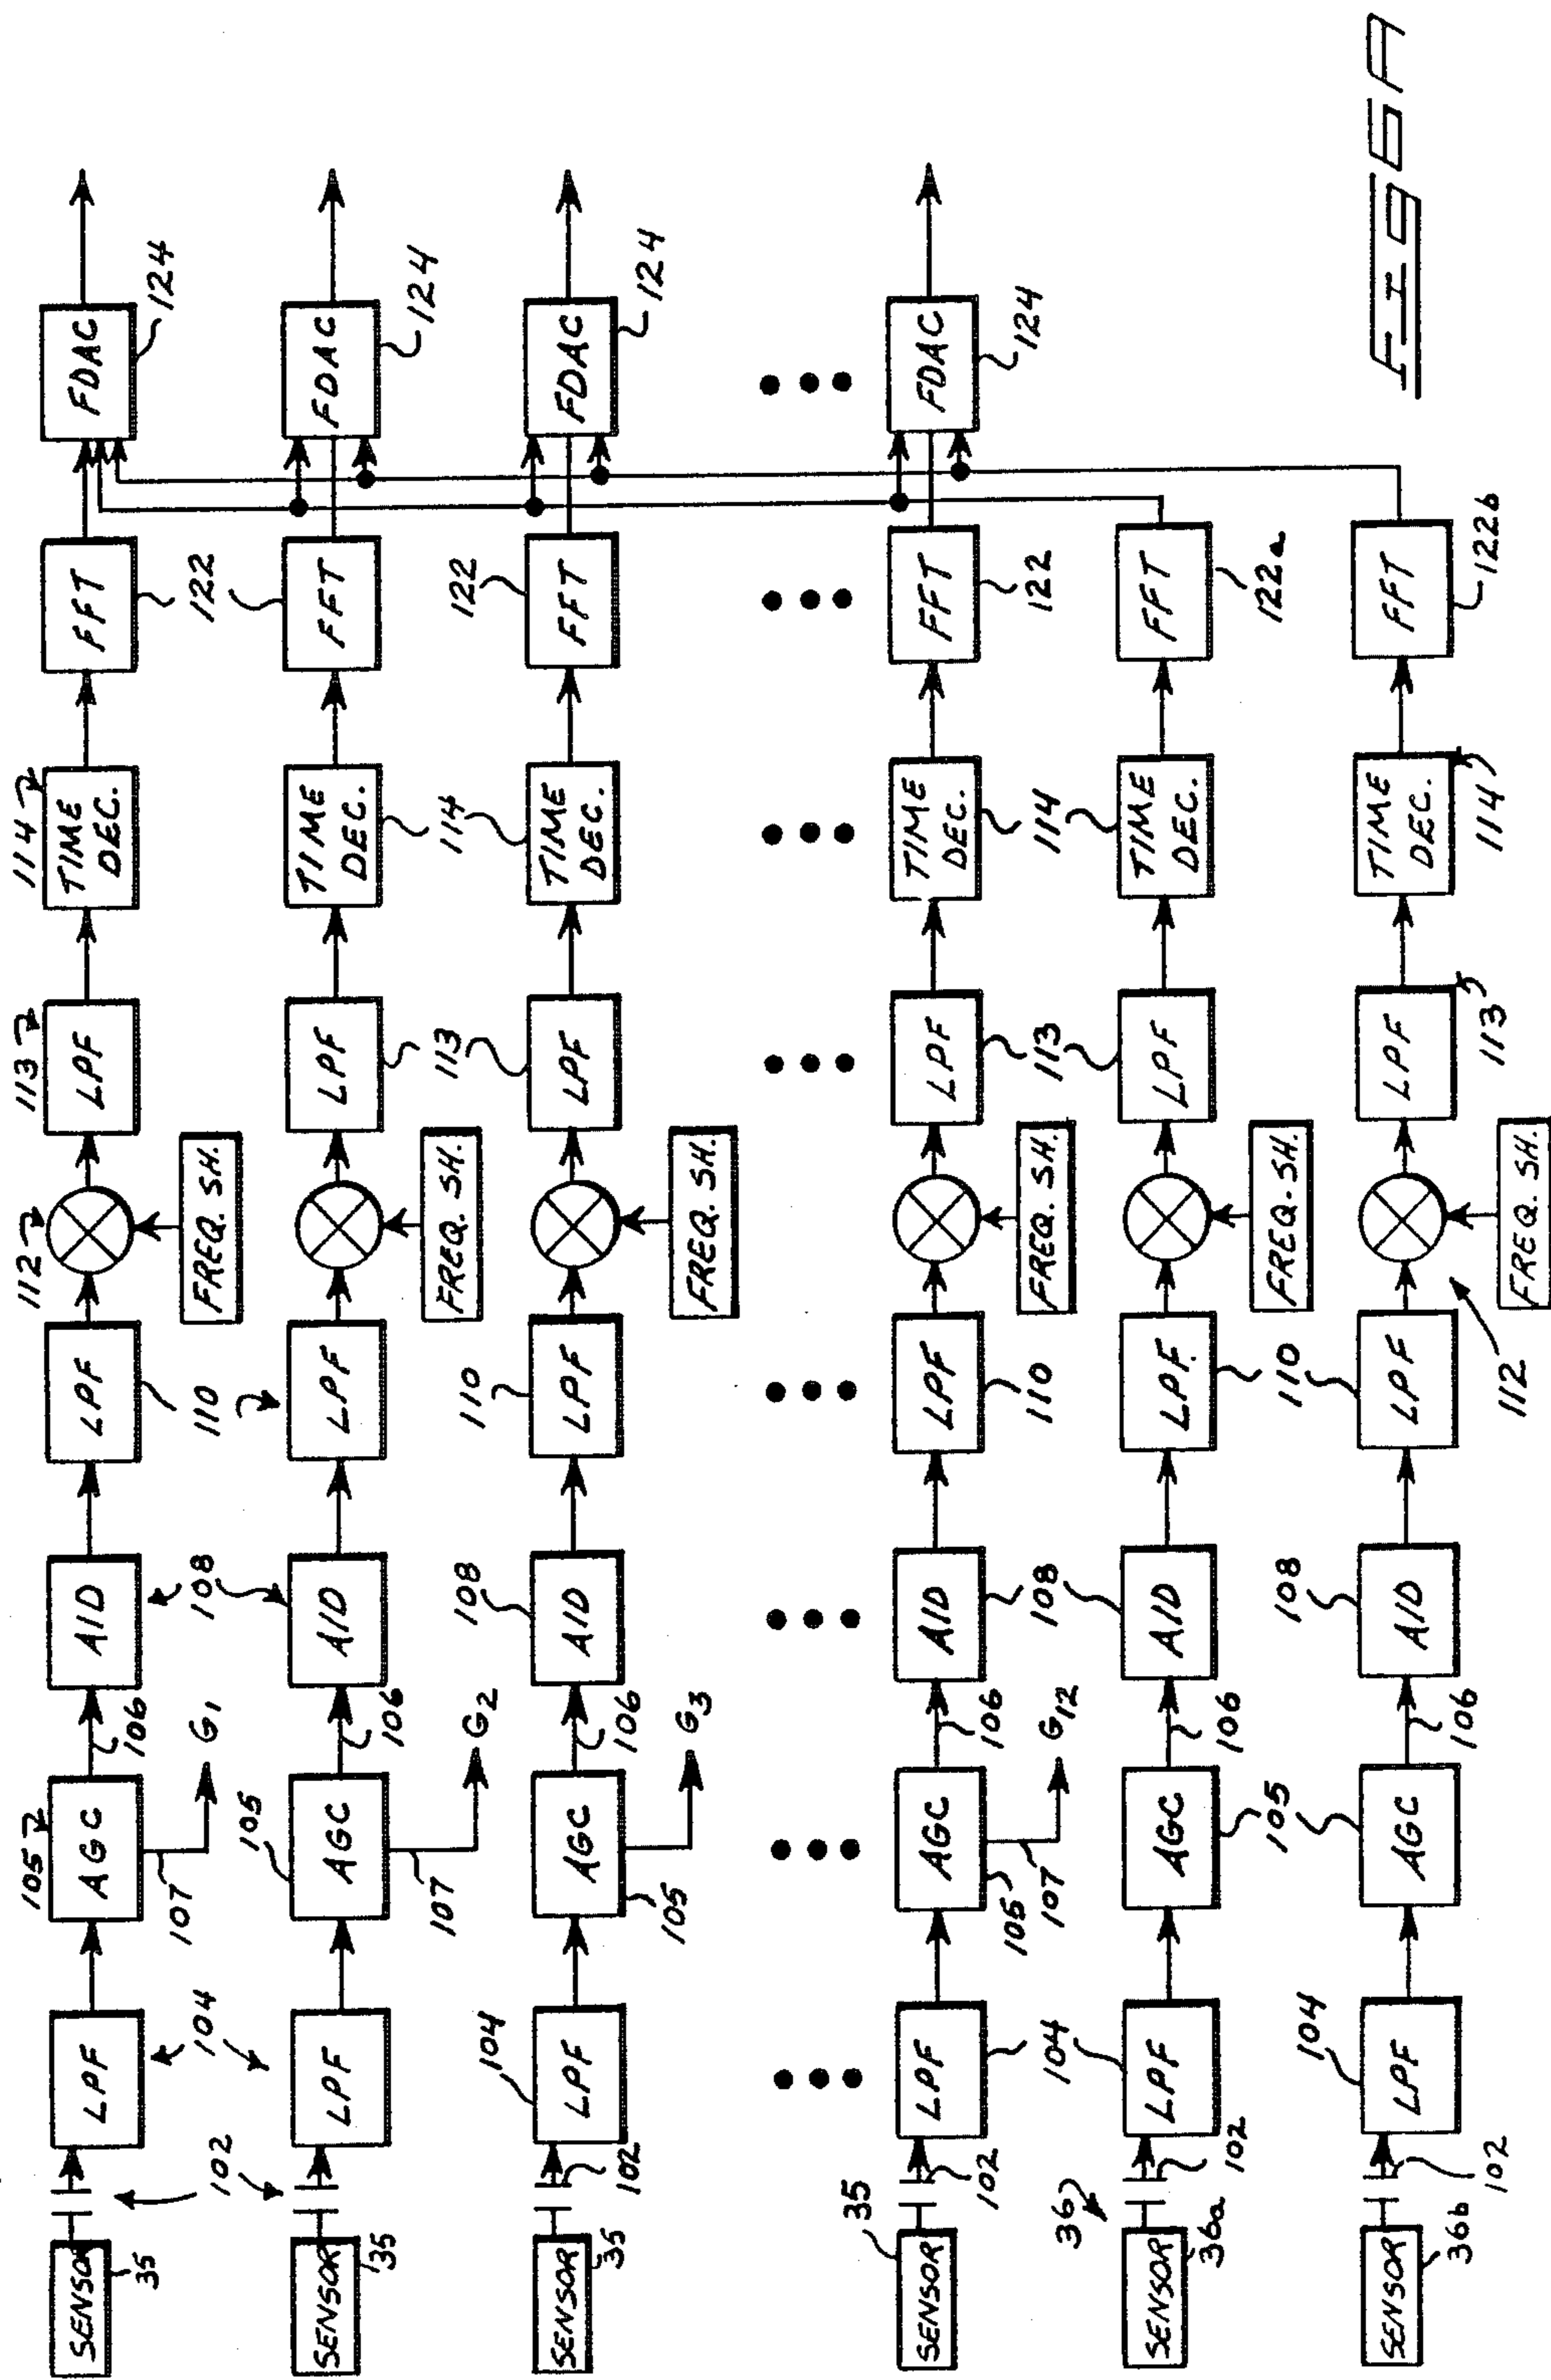 SENSOR LPF AGC AID LPF FREQ. SH. LPF TIME DEC. FFT FDAC
35 102 104 105 106 107 G1 108 110 112 113 114 122 124
SENSOR LPF AGC AID LPF FREQ. SH. LPF TIME DEC. FFT FDAC
35 105 106 107 G2 124
SENSOR LPF AGC AID LPF FREQ. SH. LPF TIME DEC. FFT FDAC
35 102 104 105 106 G3 108 110 113 114 122 124
SENSOR LPF AGC AID LPF FREQ. SH. LPF TIME DEC. FFT FDAC
35 102 104 105 106 107 G12 108 110 113 114 122 124
SENSOR LPF AGC AID LPF FREQ. SH. LPF TIME DEC. FFT
36 36a 102 105 106 122a
SENSOR LPF AGC AID LPF FREQ. SH. LPF TIME DEC. FFT
36b 102 104 106 108 110 112 113 114 122b
FIG 6A